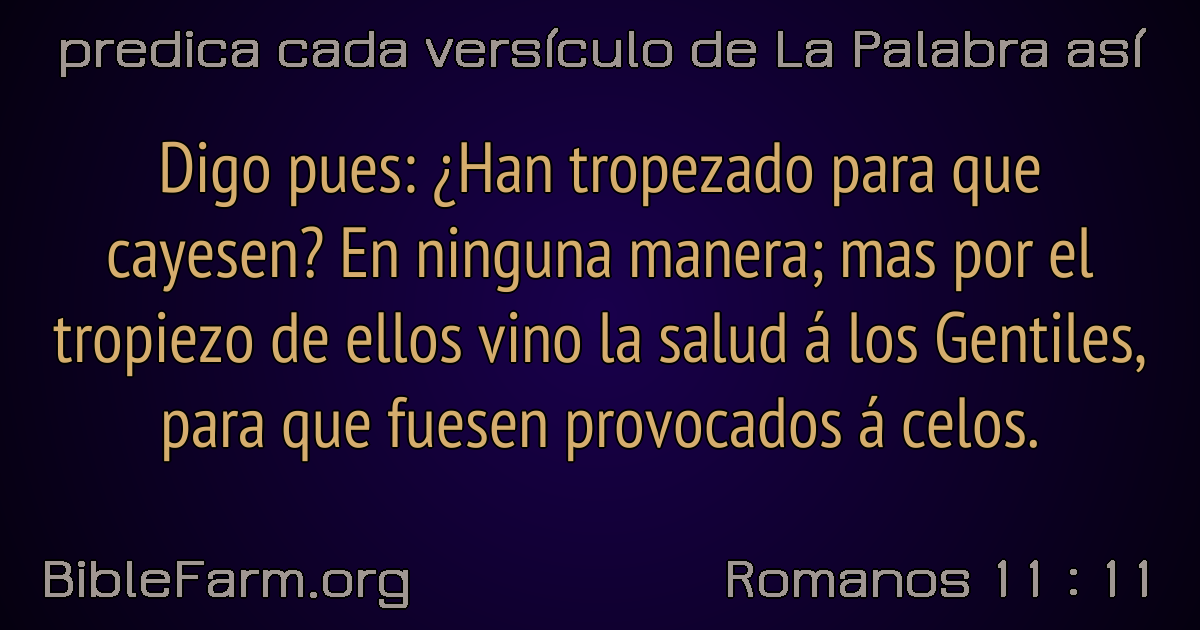 predica cada versículo de La Palabra así
Digo pues: ¿Han tropezado para que
cayesen? En ninguna manera; mas por el
tropiezo de ellos vino la salud á los Gentiles,
para que fuesen provocados á celos.
BibleFarm.org
Romanos 11 : 11